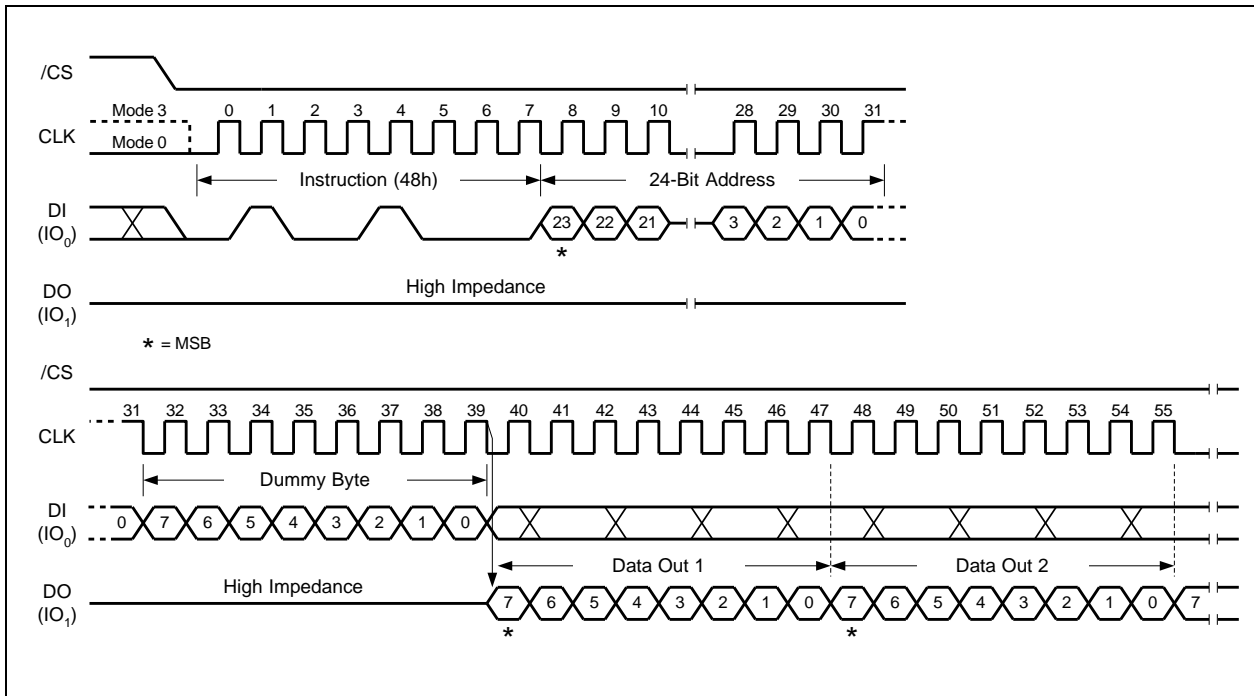 /CS
Mode 3 0 1 2 3 4 5 6 7 8 9 10 28 29 30 31
CLK
Mode 0
Instruction (48h) 24-Bit Address
DI
(IO0)
23 22 21 3 2 1 0
*
High Impedance
DO
(IO1)
* = MSB
/CS
31 32 33 34 35 36 37 38 39 40 41 42 43 44 45 46 47 48 49 50 51 52 53 54 55
CLK
Dummy Byte
DI
(IO0)
0 7 6 5 4 3 2 1 0
Data Out 1 Data Out 2
High Impedance
DO
(IO1)
7 6 5 4 3 2 1 0 7 6 5 4 3 2 1 0 7
* *